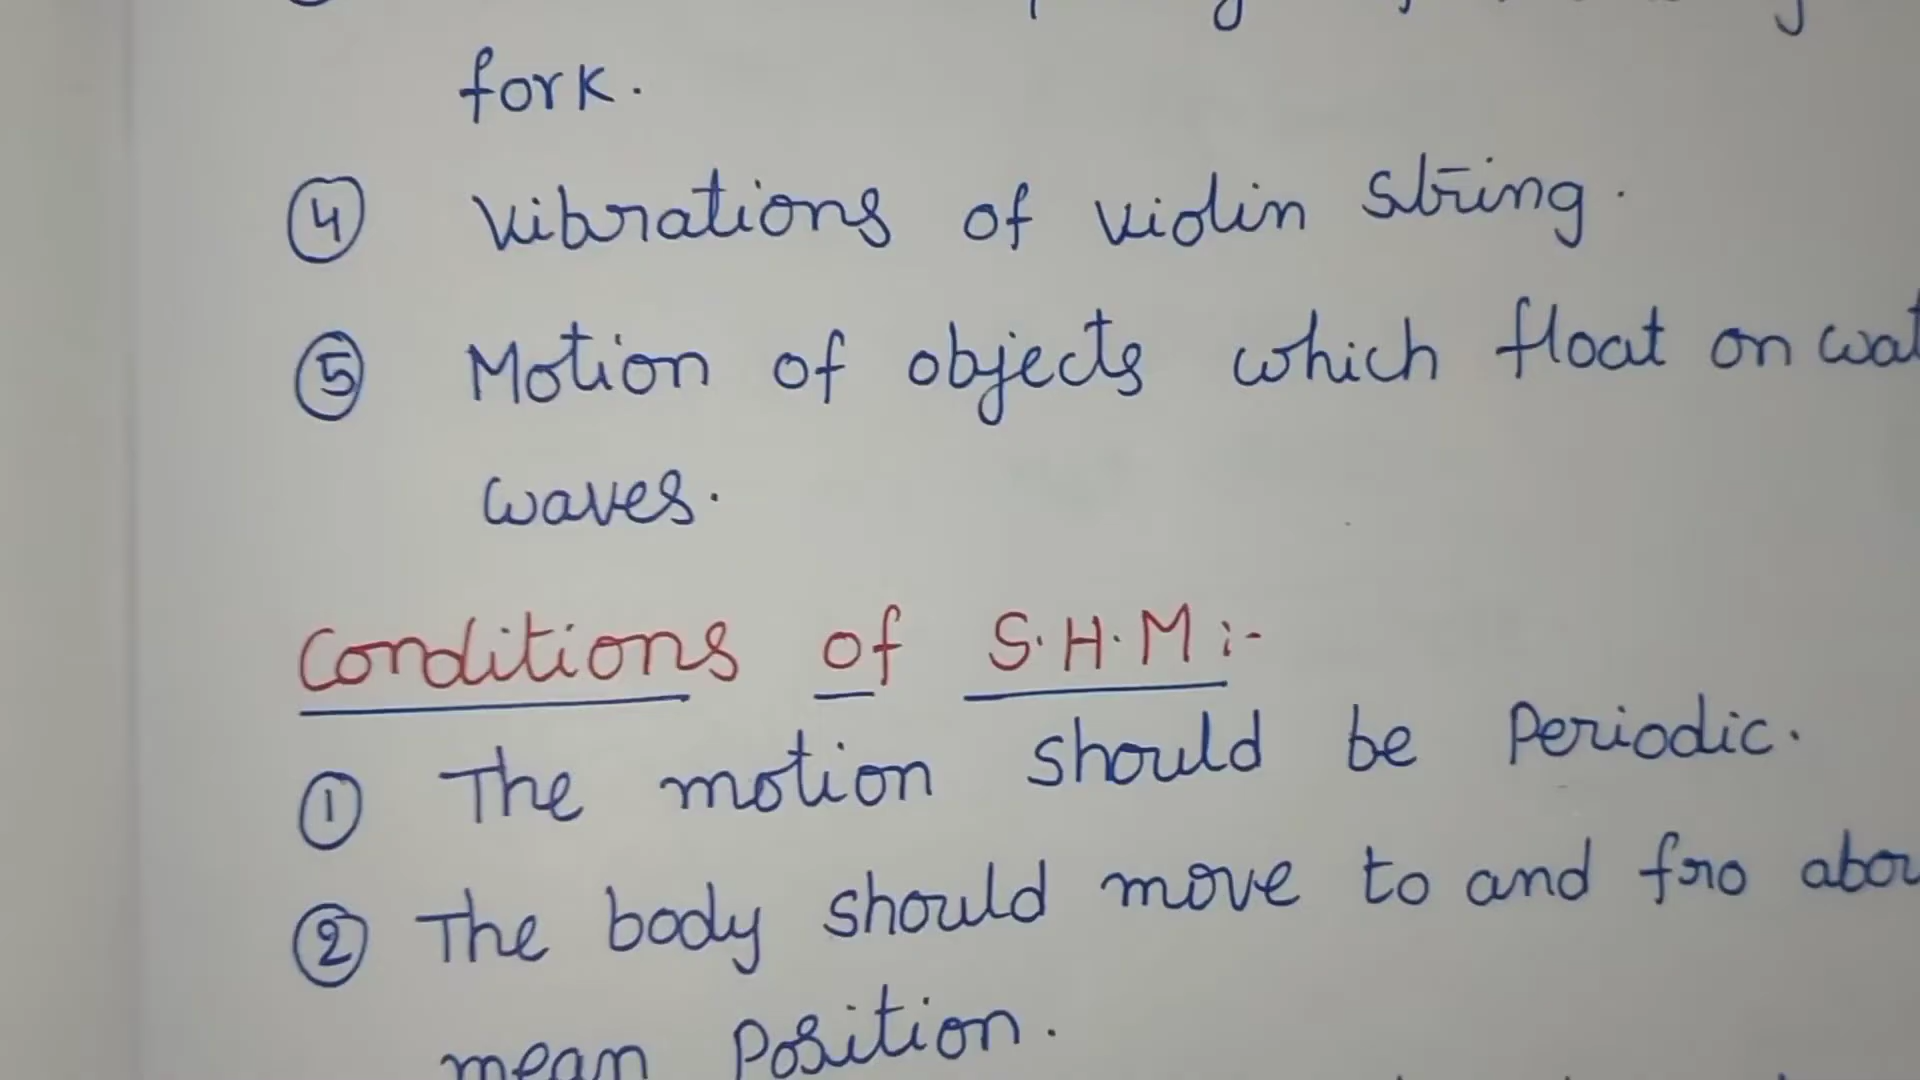 fork.
④ Vibrations of violin string.
⑤ Motion of objects which float on
waves.
Conditions of S.H.M :-
① The motion should be Periodic.
② The body should move to and fro
mean Position.